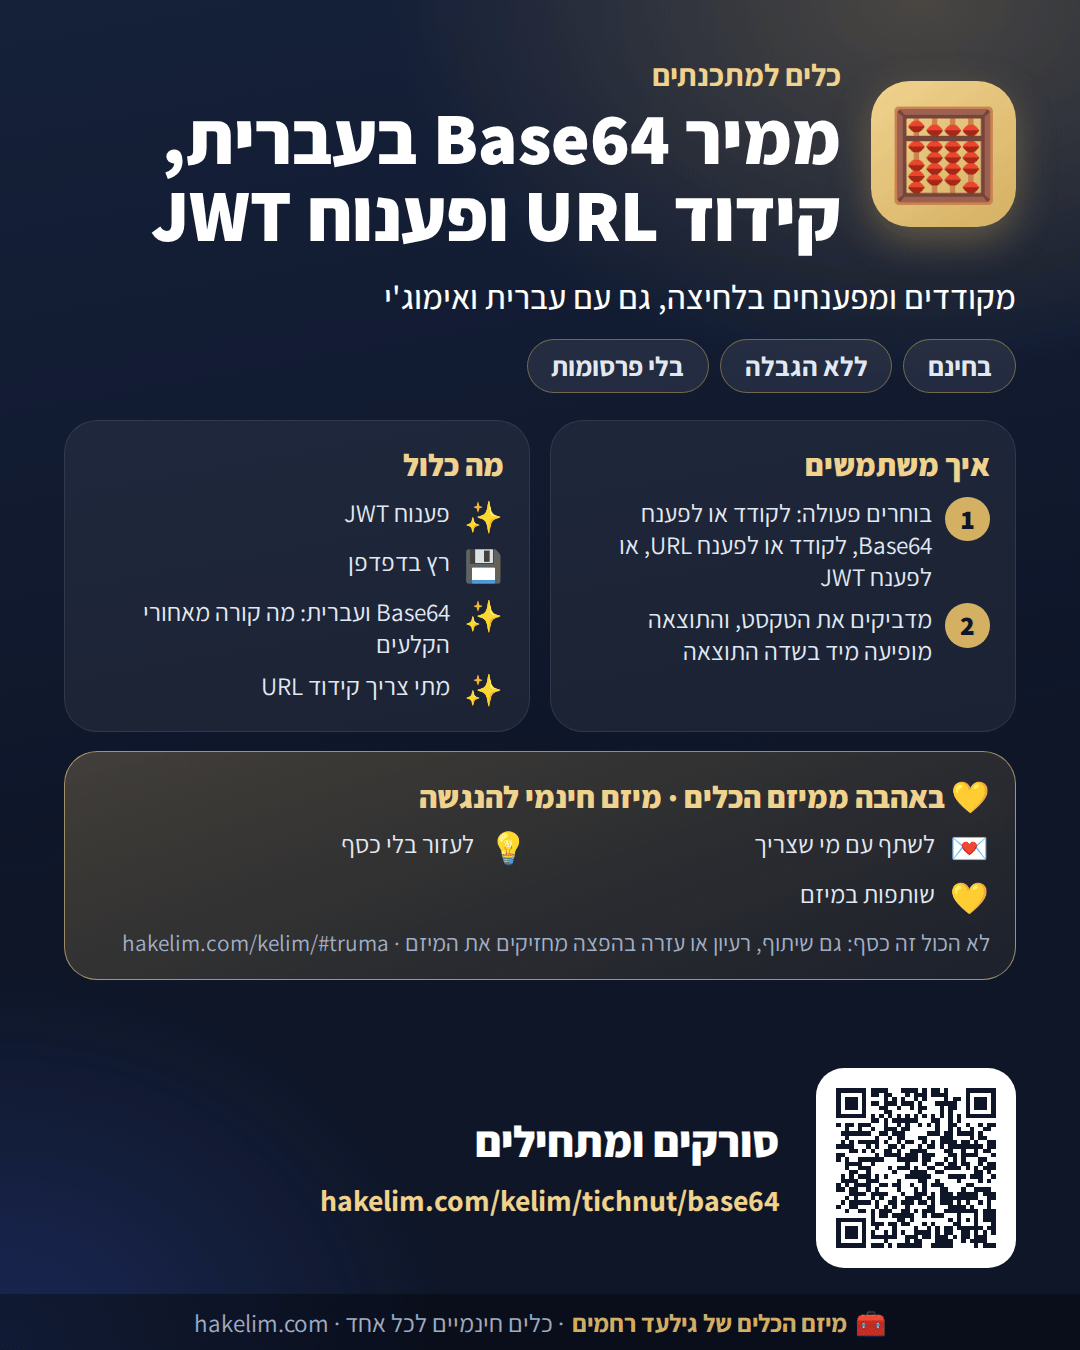 כלים למתכנתים
ממיר Base64 בעברית,
קידוד URL ופענוח JWT
מקודדים ומפענחים בלחיצה, גם עם עברית ואימוג'י
בחינם
ללא הגבלה
בלי פרסומות
איך משתמשים
1
בוחרים פעולה: לקודד או לפענח
Base64, לקודד או לפענח URL, או
לפענח JWT
2
מדביקים את הטקסט, והתוצאה
מופיעה מיד בשדה התוצאה
מה כלול
פענוח JWT
רץ בדפדפן
Base64 ועברית: מה קורה מאחורי
הקלעים
מתי צריך קידוד URL
באהבה ממיזם הכלים · מיזם חינמי להנגשה
לשתף עם מי שצריך
לעזור בלי כסף
שותפות במיזם
לא הכול זה כסף: גם שיתוף, רעיון או עזרה בהפצה מחזיקים את המיזם · hakelim.com/kelim/#truma
סורקים ומתחילים
hakelim.com/kelim/tichnut/base64
מיזם הכלים של גילעד רחמים · כלים חינמיים לכל אחד · hakelim.com